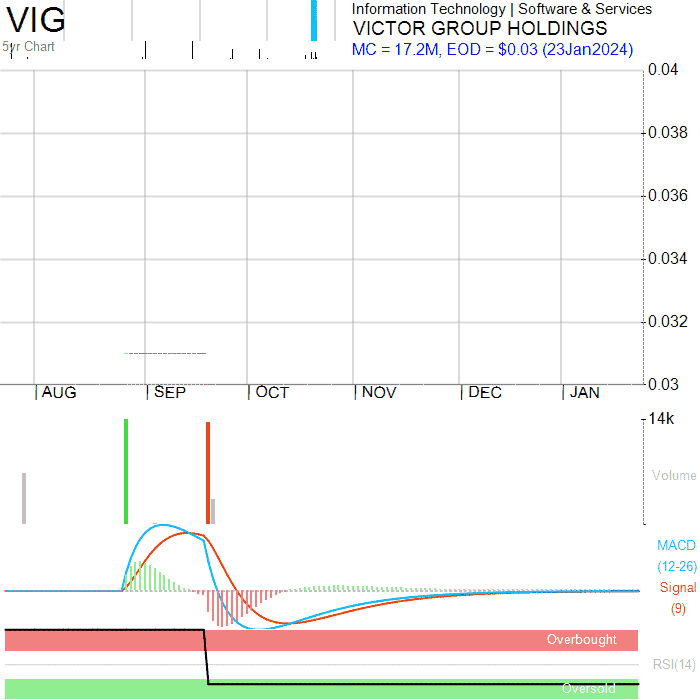 VIG
Information Technology | Software & Services
VICTOR GROUP HOLDINGS
5yr Chart
MC = 17.2M, EOD = $0.03 (23Jan2024)
0.04
0.038
0.036
0.034
0.032
0.03
AUG SEP OCT NOV DEC JAN
14k
Volume
MACD
(12-26)
Signal
(9)
Overbought
RSI(14)
Oversold